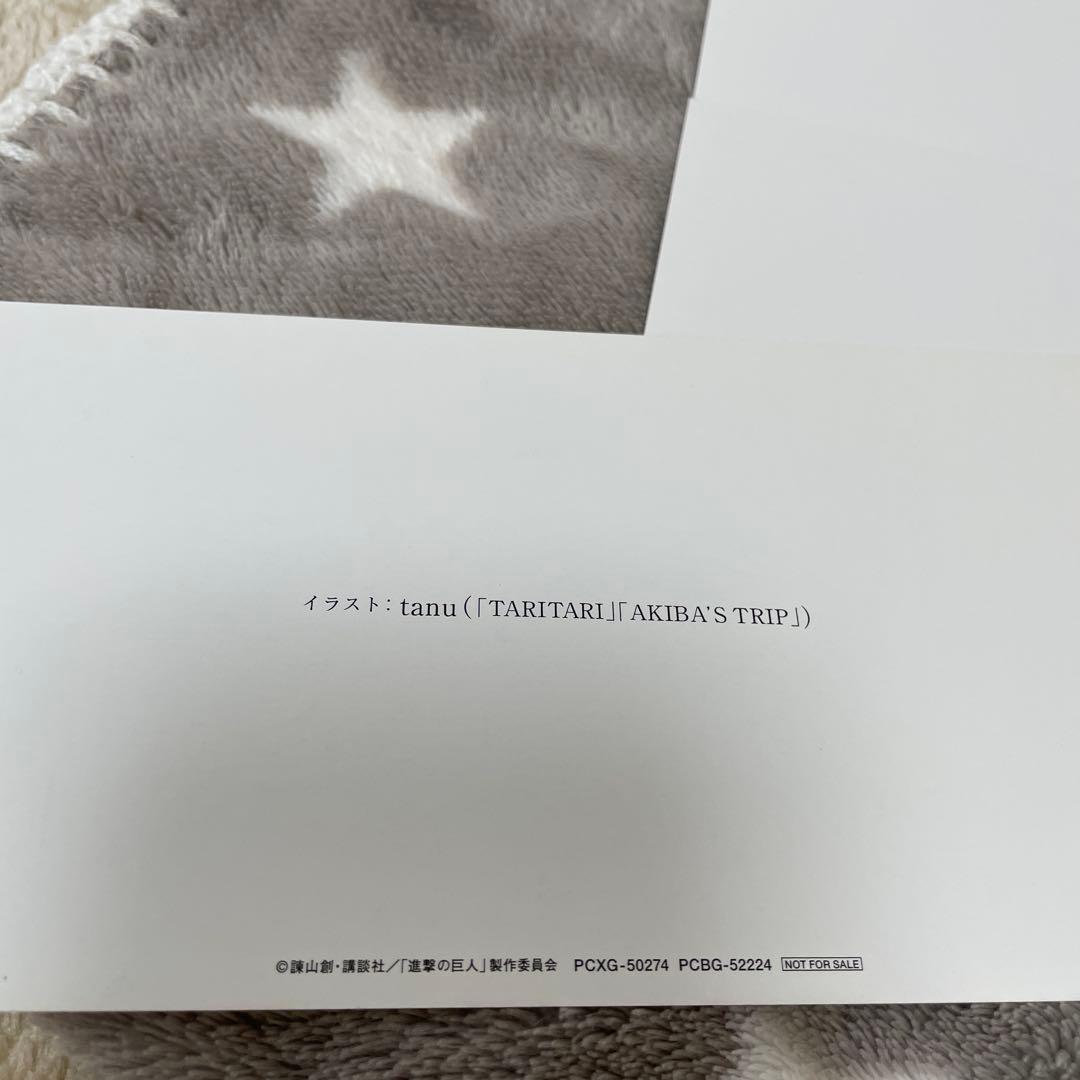 イラスト：tanu（「TARITARI」「AKIBA'S TRIP」）
©諫山創・講談社／「進撃の巨人」製作委員会 PCXG-50274 PCBG-52224 NOT FOR SALE